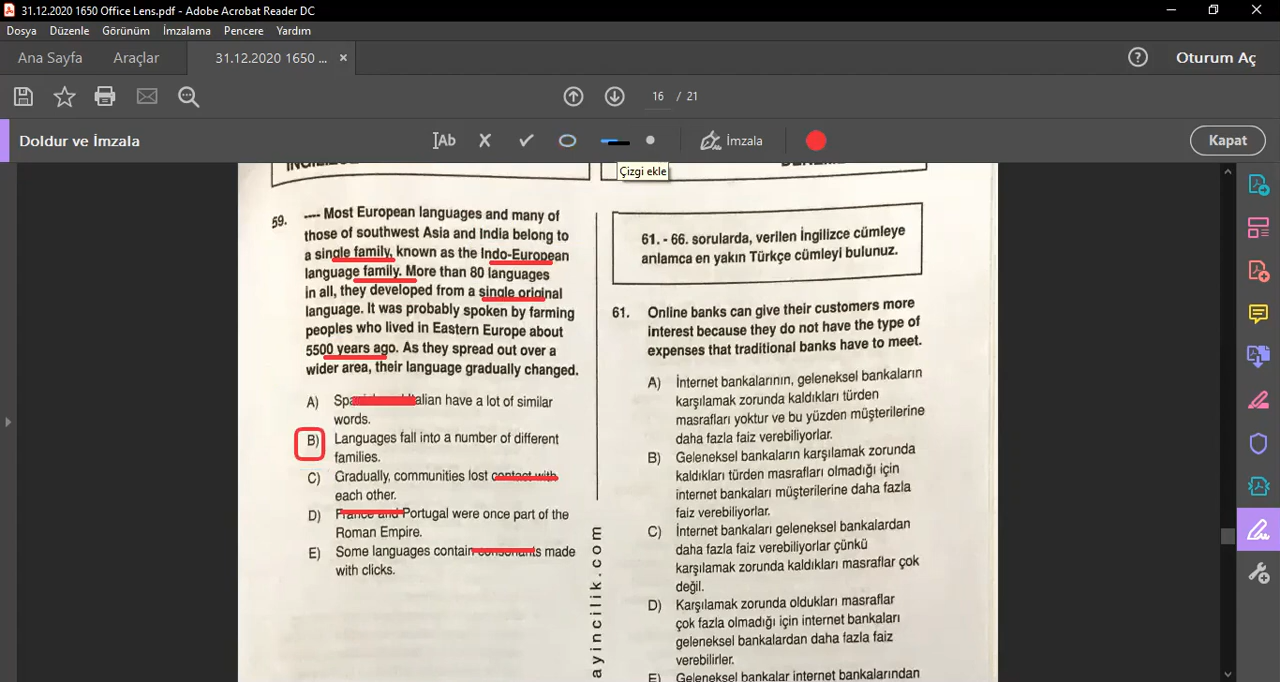 31.12.2020 1650 Office Lens.pdf - Adobe Acrobat Reader DC
Dosya Düzenle Görünüm İmzalama Pencere Yardım
Ana Sayfa Araçlar 31.12.2020 1650 ... × ? Oturum Aç
16 / 21
Doldur ve İmzala Ab İmzala Kapat
Çizgi ekle
59. ---- Most European languages and many of
those of southwest Asia and India belong to
a single family, known as the Indo-European
language family. More than 80 languages
in all, they developed from a single original
language. It was probably spoken by farming
peoples who lived in Eastern Europe about
5500 years ago. As they spread out over a
wider area, their language gradually changed.
A) Italian have a lot of similar
words.
B) Languages fall into a number of different
families.
C) Gradually, communities lost contact with
each other.
D) France and Portugal were once part of the
Roman Empire.
E) Some languages contain consonants made
with clicks.
61. - 66. sorularda, verilen İngilizce cümleye
anlamca en yakın Türkçe cümleyi bulunuz.
61. Online banks can give their customers more
interest because they do not have the type of
expenses that traditional banks have to meet.
A) İnternet bankalarının, geleneksel bankaların
karşılamak zorunda kaldıkları türden
masrafları yoktur ve bu yüzden müşterilerine
daha fazla faiz verebiliyorlar.
B) Geleneksel bankaların karşılamak zorunda
kaldıkları türden masrafları olmadığı için
internet bankaları müşterilerine daha fazla
faiz verebiliyorlar.
C) İnternet bankaları geleneksel bankalardan
daha fazla faiz verebiliyorlar çünkü
karşılamak zorunda kaldıkları masraflar çok
değil.
D) Karşılamak zorunda oldukları masraflar
çok fazla olmadığı için internet bankaları
geleneksel bankalardan daha fazla faiz
verebilirler.
E) Geleneksel bankalar internet bankalarından
ayincilik.com